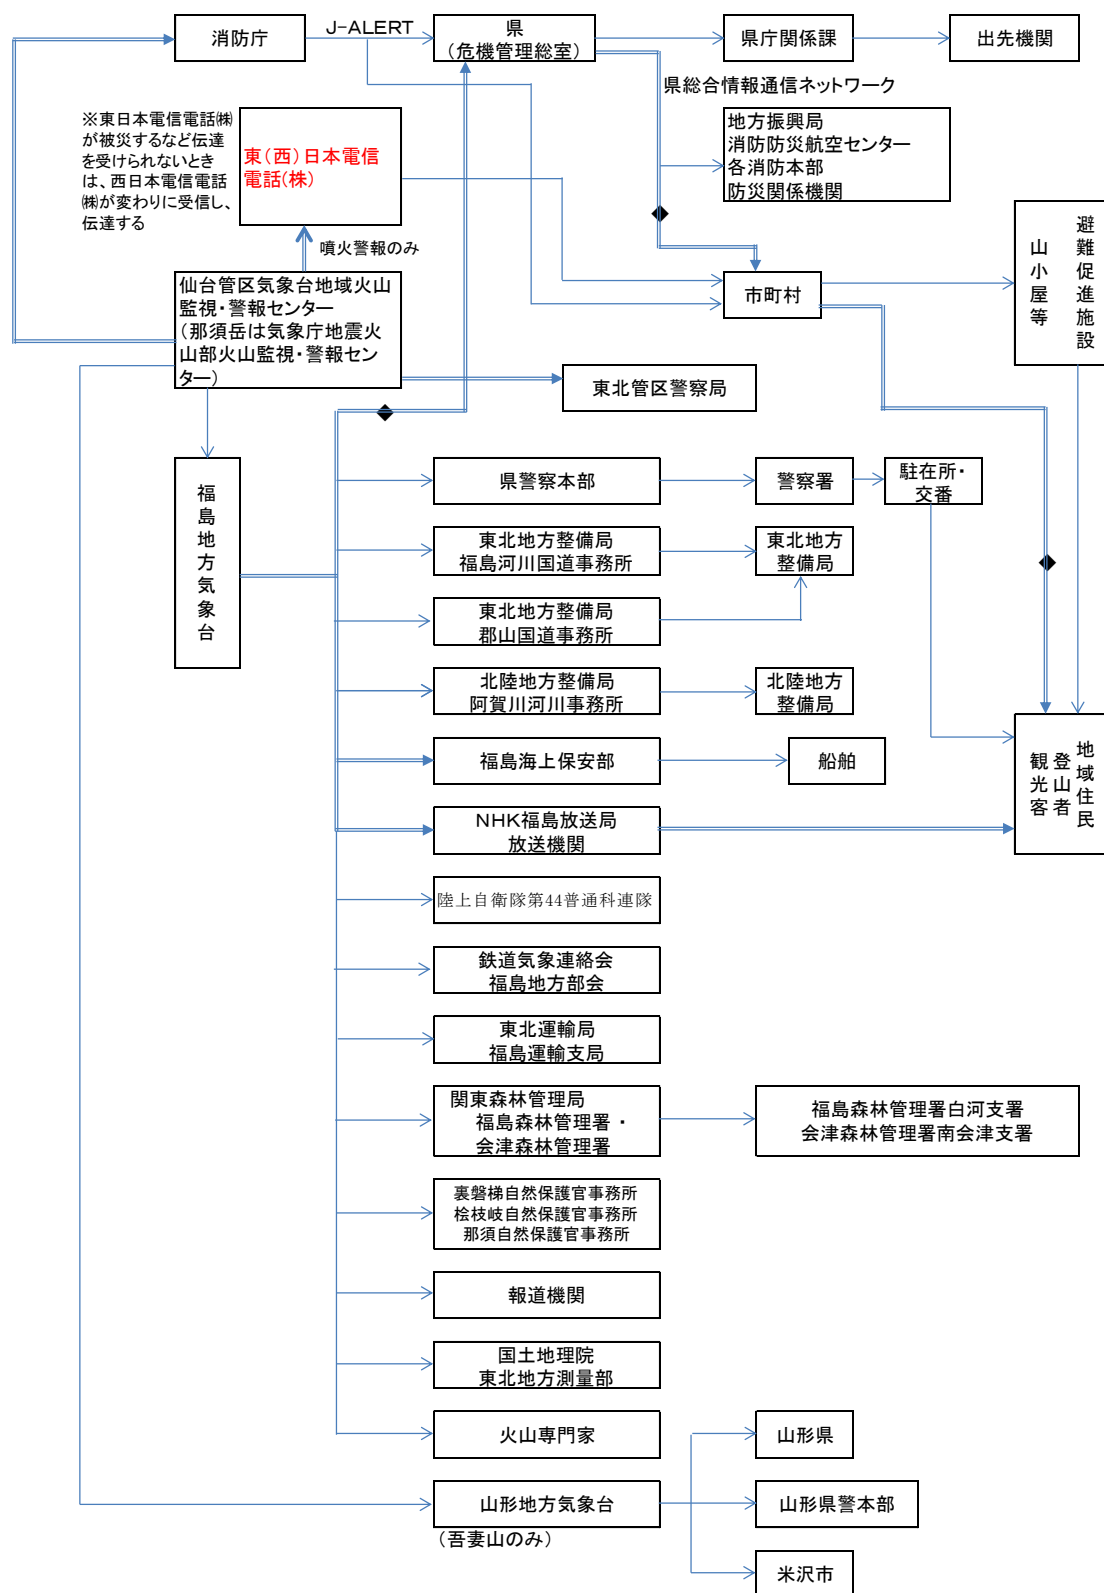 消防庁
J-ALERT
県
（危機管理総室）
県庁関係課
出先機関
県総合情報通信ネットワーク
※東日本電信電話㈱
が被災するなど伝達
を受けられないとき
は、西日本電信電話
㈱が変わりに受信し、
伝達する
東（西）日本電信
電話（株）
地方振興局
消防防災航空センター
各消防本部
防災関係機関
噴火警報のみ
避難促進施設
山小屋等
仙台管区気象台地域火山
監視・警報センター
（那須岳は気象庁地震火
山部火山監視・警報セン
ター）
市町村
東北管区警察局
福島地方気象台
県警察本部
警察署
駐在所・
交番
東北地方整備局
福島河川国道事務所
東北地方
整備局
東北地方整備局
郡山国道事務所
北陸地方整備局
阿賀川河川事務所
北陸地方
整備局
地域住民
登山者
観光客
福島海上保安部
船舶
NHK福島放送局
放送機関
陸上自衛隊第44普通科連隊
鉄道気象連絡会
福島地方部会
東北運輸局
福島運輸支局
関東森林管理局
福島森林管理署・
会津森林管理署
福島森林管理署白河支署
会津森林管理署南会津支署
裏磐梯自然保護官事務所
桧枝岐自然保護官事務所
那須自然保護官事務所
報道機関
国土地理院
東北地方測量部
火山専門家
山形県
山形地方気象台
山形県警本部
（吾妻山のみ）
米沢市